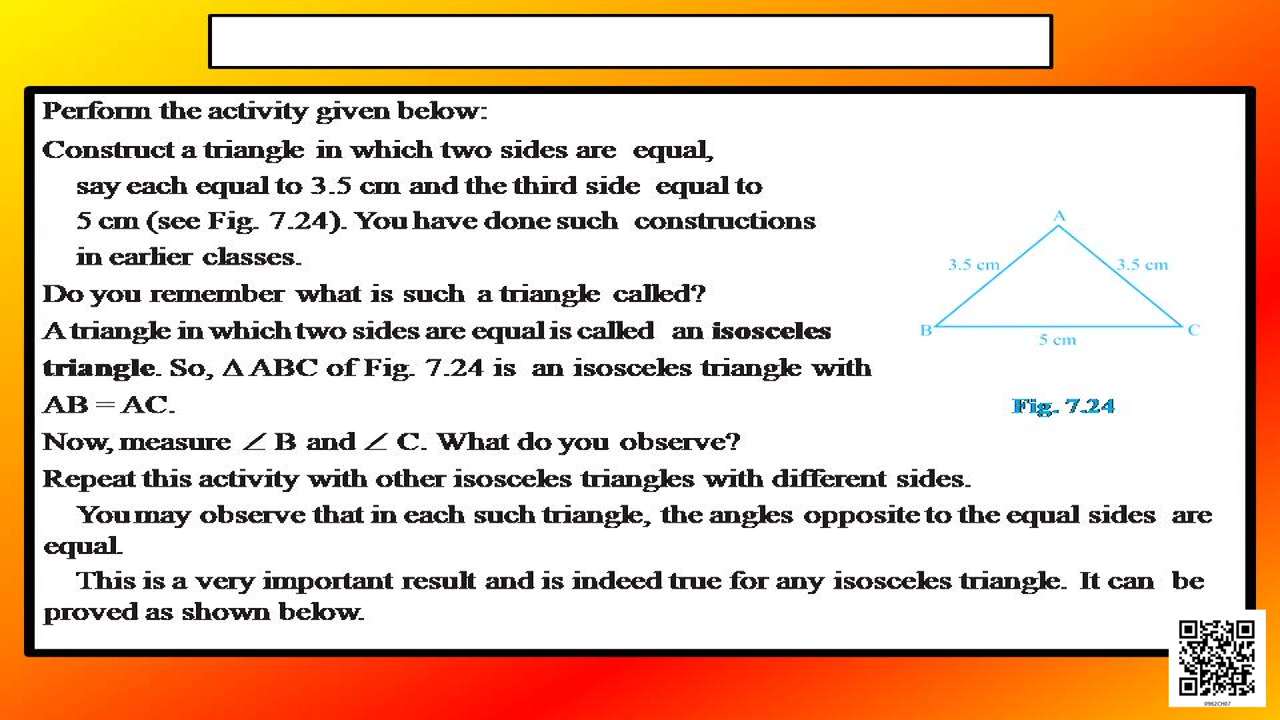 Perform the activity given below:
Construct a triangle in which two sides are equal,
say each equal to 3.5 cm and the third side equal to
5 cm (see Fig. 7.24). You have done such constructions
in earlier classes.
Do you remember what is such a triangle called?
A triangle in which two sides are equal is called an isosceles
triangle. So, Δ ABC of Fig. 7.24 is an isosceles triangle with
AB = AC.
Now, measure ∠ B and ∠ C. What do you observe?
Repeat this activity with other isosceles triangles with different sides.
You may observe that in each such triangle, the angles opposite to the equal sides are
equal.
This is a very important result and is indeed true for any isosceles triangle. It can be
proved as shown below.
A
3.5 cm
3.5 cm
B
C
5 cm
Fig. 7.24
0962CH07